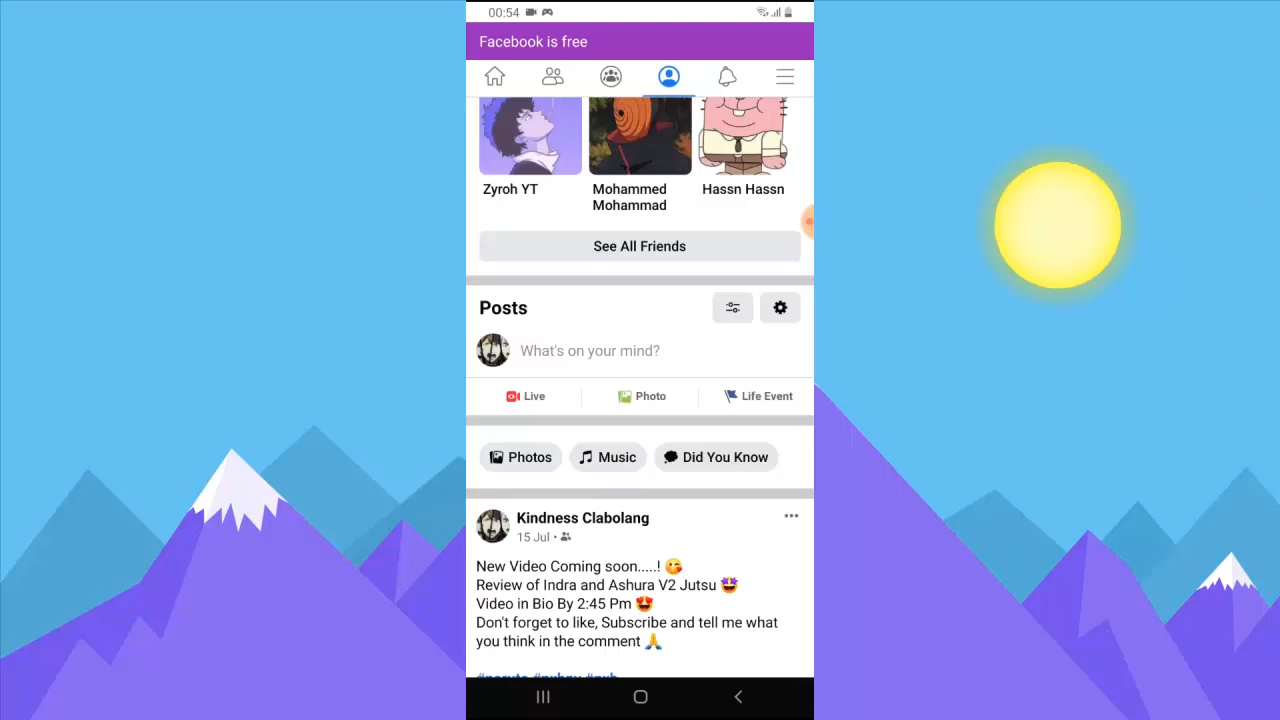 00:54
Facebook is free
Zyroh YT
Mohammed
Mohammad
Hassn Hassn
See All Friends
Posts
What's on your mind?
Live
Photo
Life Event
Photos
Music
Did You Know
Kindness Clabolang
15 Jul •
New Video Coming soon.....! 😘
Review of Indra and Ashura V2 Jutsu 🤩
Video in Bio By 2:45 Pm 😍
Don't forget to like, Subscribe and tell me what
you think in the comment 🙏